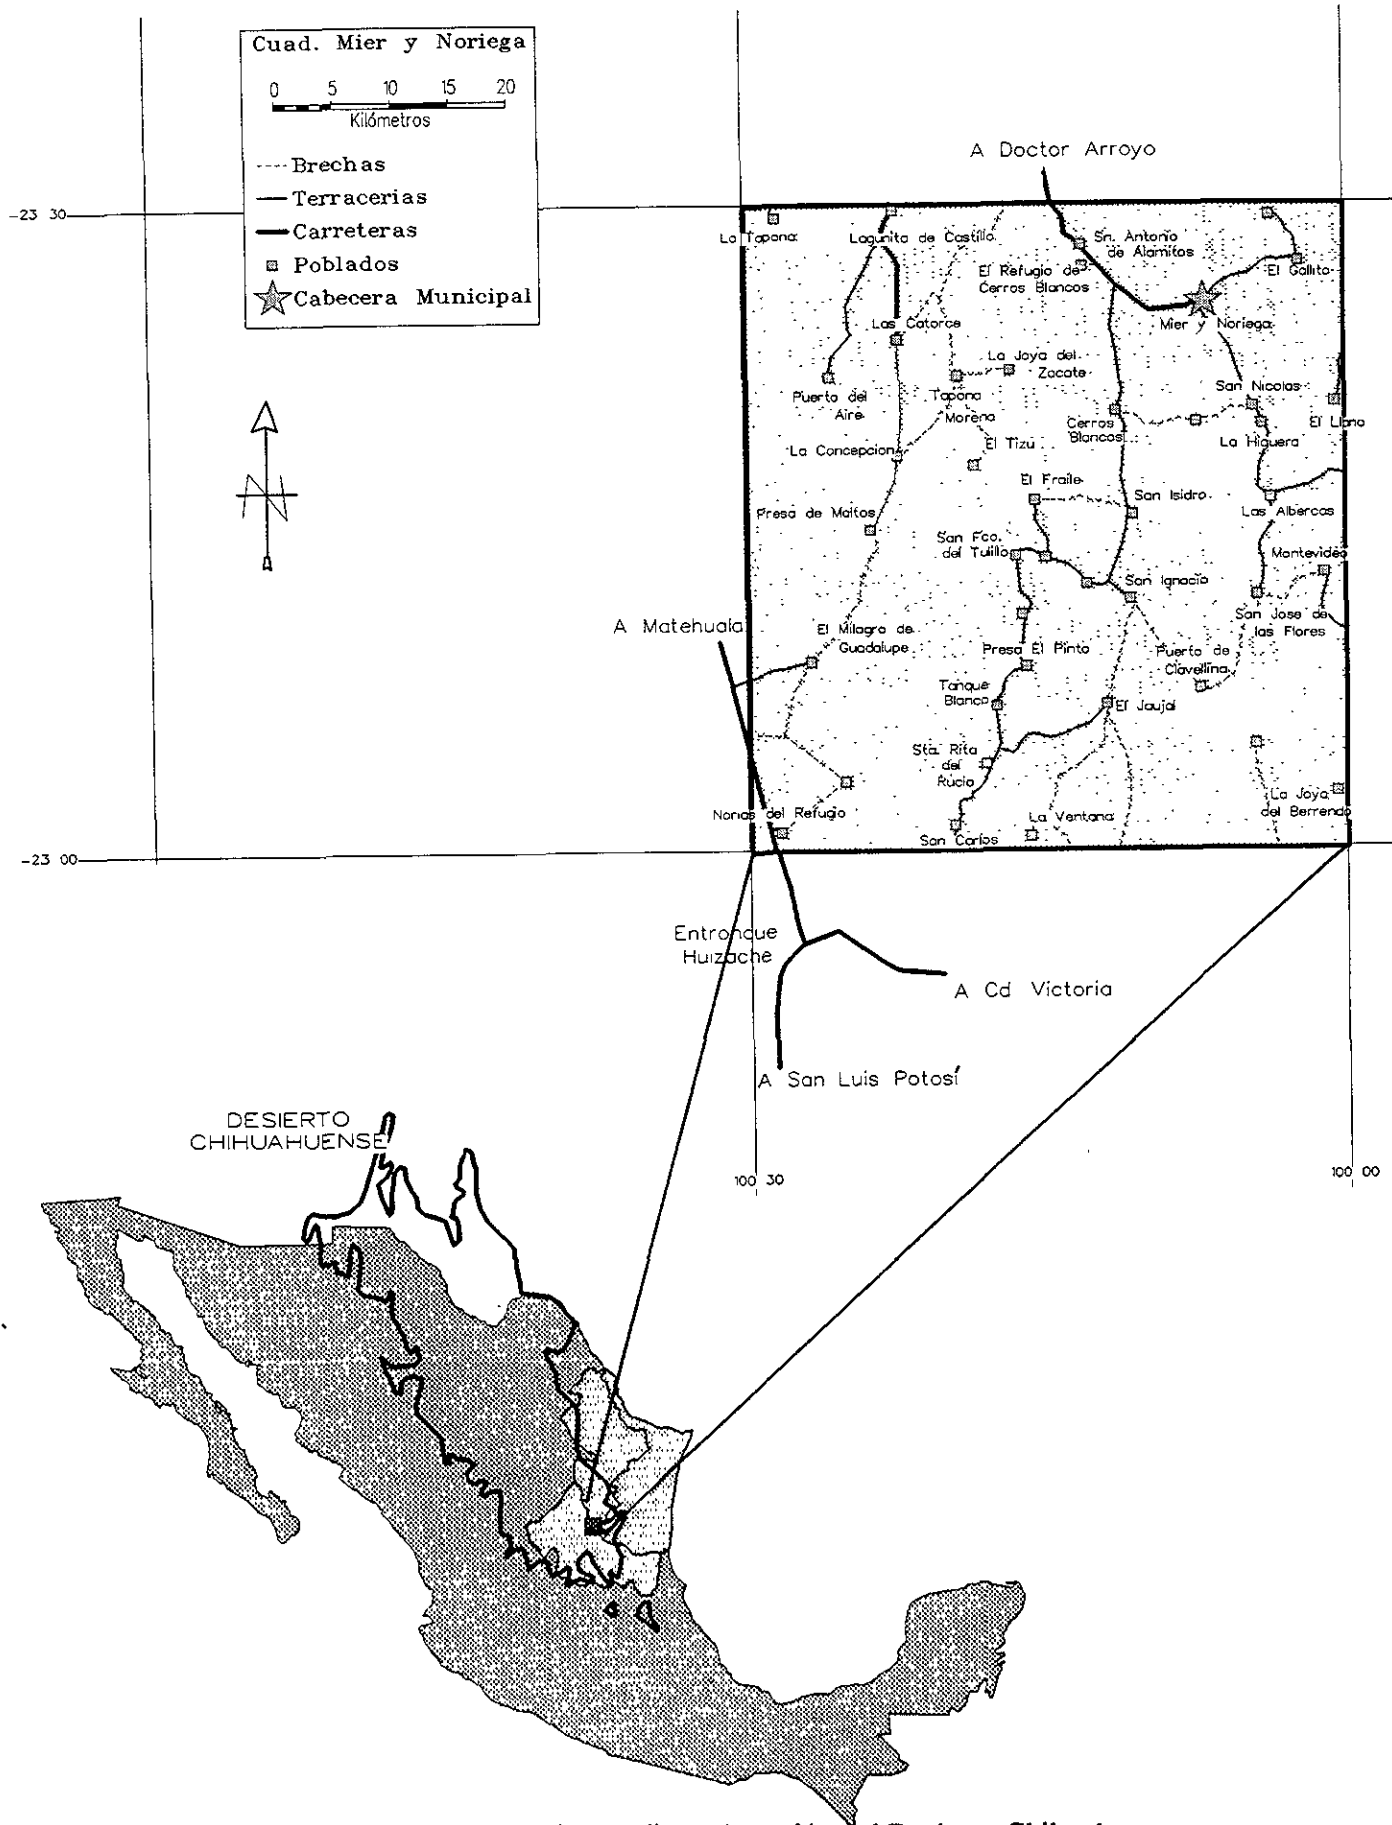 Cuad. Mier y Noriega
0 5 10 15 20
Kilómetros
Brechas
Terracerias
Carreteras
Poblados
Cabecera Municipal
A Doctor Arroyo
-23 30
La Tapona
Lagunita de Castillo
Sn. Antonio
de Alamitos
El Refugio de
Cerros Blancos
El Gallito
Las Catorce
Mier y Noriega
La Joya del
Zacate
Puerto del
Aire
Tapona
Morena
San Nicolas
Cerros
Blancos
El Llano
La Higuera
El Tizu
La Concepcion
El Fraile
San Isidro
Presa de Maitos
Las Albercas
San Fco.
del Tuillo
Montevideo
San Ignacio
San Jose de
las Flores
A Matehuala
El Milagro de
Guadalupe
Presa El Pinto
Puerto de
Clavellina
Tanque
Blanco
El Jaujal
Sta. Rita
del
Rucio
La Joya
del Berrendo
Norias del Refugio
La Ventana
San Carlos
-23 00
Entronque
Huizache
A Cd Victoria
A San Luis Potosí
DESIERTO
CHIHUAHUENSE
100 30
100 00